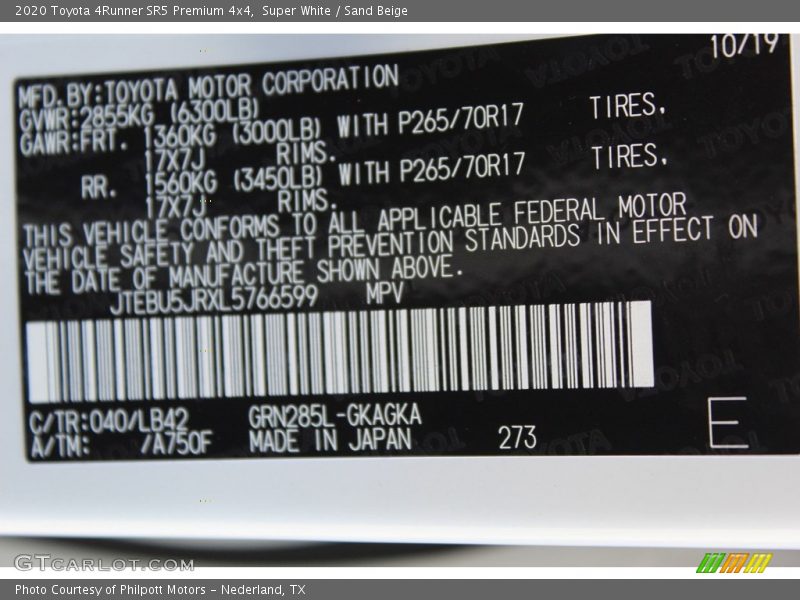 2020 Toyota 4Runner SR5 Premium 4x4, Super White / Sand Beige
10/19
MFD.BY:TOYOTA MOTOR CORPORATION
GVWR:2855KG (6300LB)
GAWR:FRT. 1360KG (3000LB) WITH P265/70R17 TIRES,
17X7J RIMS.
RR. 1560KG (3450LB) WITH P265/70R17 TIRES,
17X7J RIMS.
THIS VEHICLE CONFORMS TO ALL APPLICABLE FEDERAL MOTOR
VEHICLE SAFETY AND THEFT PREVENTION STANDARDS IN EFFECT ON
THE DATE OF MANUFACTURE SHOWN ABOVE.
JTEBU5JRXL5766599 MPV
C/TR:040/LB42 GRN285L-GKAGKA
A/TM: /A750F MADE IN JAPAN 273 E
GTCARLOT.COM
Photo Courtesy of Philpott Motors - Nederland, TX